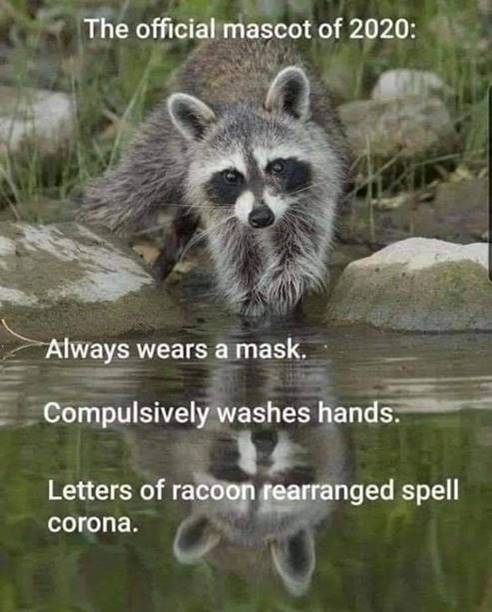 The official mascot of 2020:
Always wears a mask.
Compulsively washes hands.
Letters of racoon rearranged spell
corona.